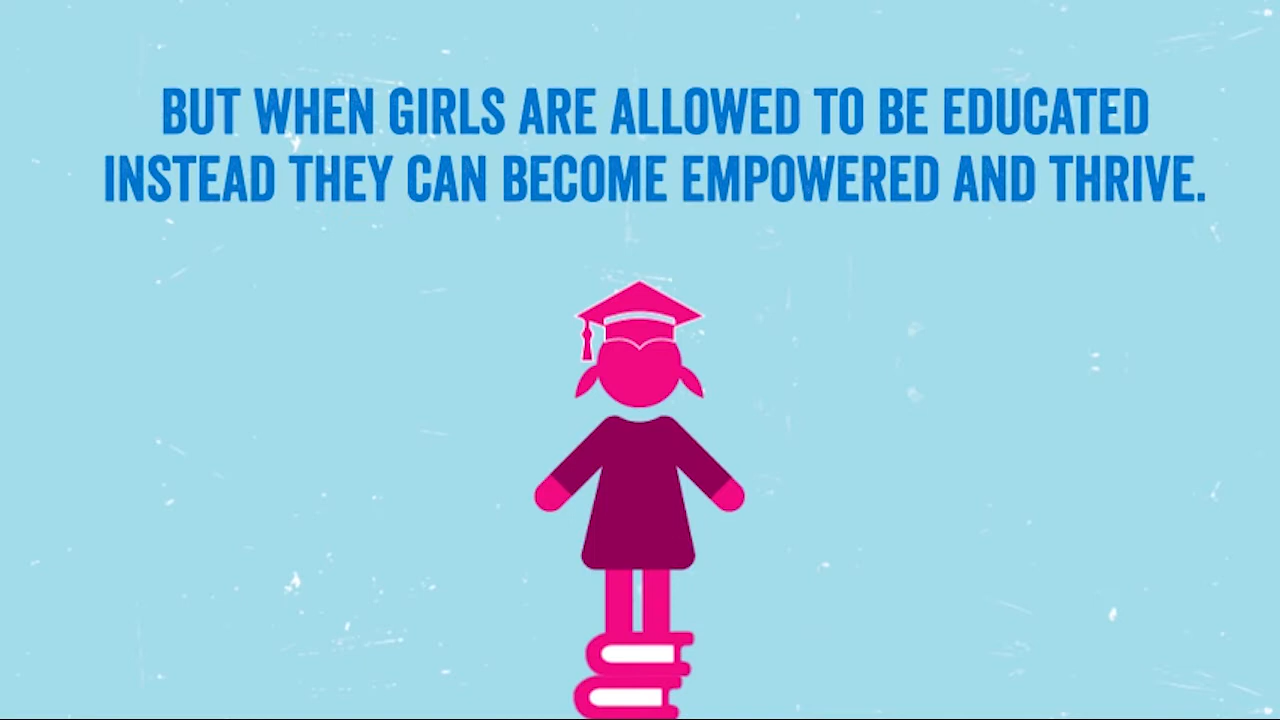 BUT WHEN GIRLS ARE ALLOWED TO BE EDUCATED
INSTEAD THEY CAN BECOME EMPOWERED AND THRIVE.